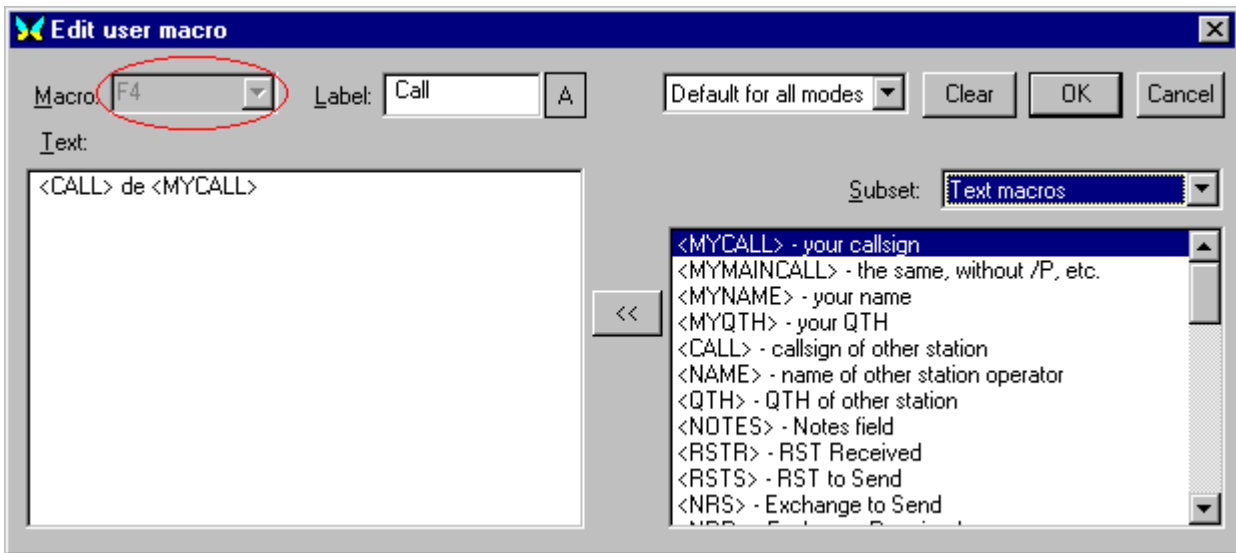 Edit user macro
Macro: F4 Label: Call A Default for all modes Clear OK Cancel
Text:
<CALL> de <MYCALL>
Subset: Text macros
<<
<MYCALL> - your callsign
<MYMAINCALL> - the same, without /P, etc.
<MYNAME> - your name
<MYQTH> - your QTH
<CALL> - callsign of other station
<NAME> - name of other station operator
<QTH> - QTH of other station
<NOTES> - Notes field
<RSTR> - RST Received
<RSTS> - RST to Send
<NRS> - Exchange to Send